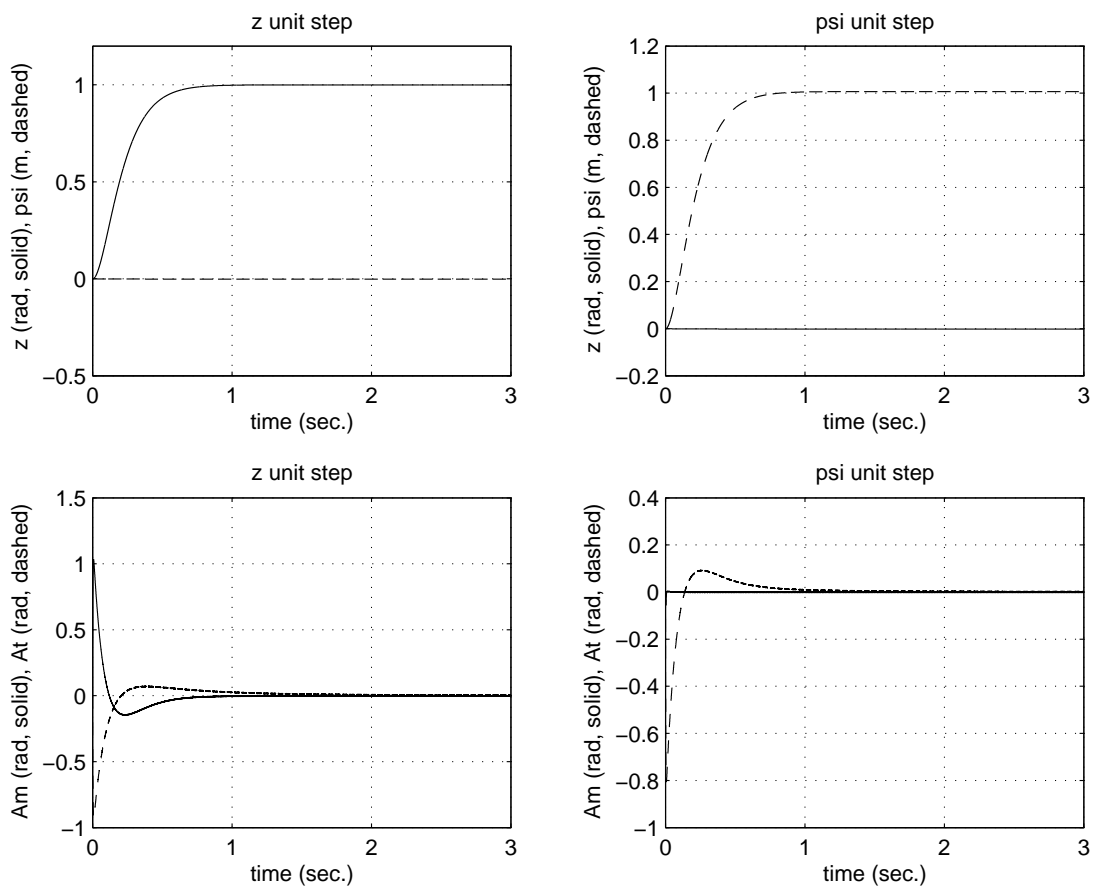 z unit step
z (rad, solid), psi (m, dashed)
1
0.5
0
−0.5
0 1 2 3
time (sec.)
psi unit step
z (rad, solid), psi (m, dashed)
1.2
1
0.8
0.6
0.4
0.2
0
−0.2
0 1 2 3
time (sec.)
z unit step
Am (rad, solid), At (rad, dashed)
1.5
1
0.5
0
−0.5
−1
0 1 2 3
time (sec.)
psi unit step
Am (rad, solid), At (rad, dashed)
0.4
0.2
0
−0.2
−0.4
−0.6
−0.8
−1
0 1 2 3
time (sec.)